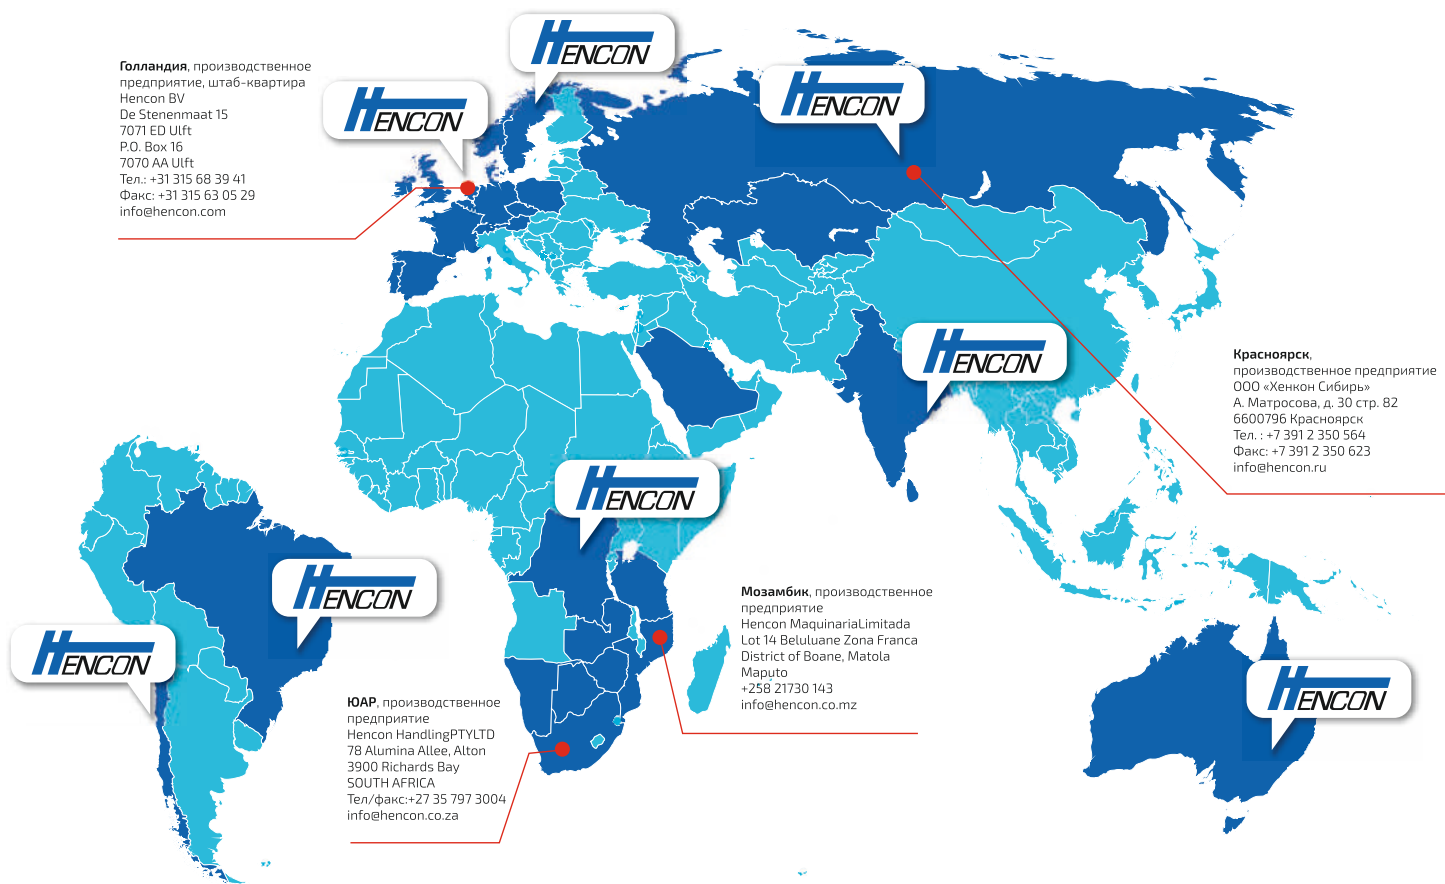 HENCON
HENCON
HENCON
Голландия, производственное
предприятие, штаб-квартира
Hencon BV
De Stenenmaat 15
7071 ED Ulft
P.O. Box 16
7070 AA Ulft
Тел.: +31 315 68 39 41
Факс: +31 315 63 05 29
info@hencon.com
HENCON
Красноярск,
производственное предприятие
ООО «Хенкон Сибирь»
А. Матросова, д. 30 стр. 82
6600796 Красноярск
Тел. : +7 391 2 350 564
Факс: +7 391 2 350 623
info@hencon.ru
HENCON
HENCON
HENCON
HENCON
Мозамбик, производственное
предприятие
Hencon MaquinariaLimitada
Lot 14 Beluluane Zona Franca
District of Boane, Matola
Maputo
+258 21730 143
info@hencon.co.mz
ЮАР, производственное
предприятие
Hencon HandlingPTYLTD
78 Alumina Allee, Alton
3900 Richards Bay
SOUTH AFRICA
Тел/факс:+27 35 797 3004
info@hencon.co.za